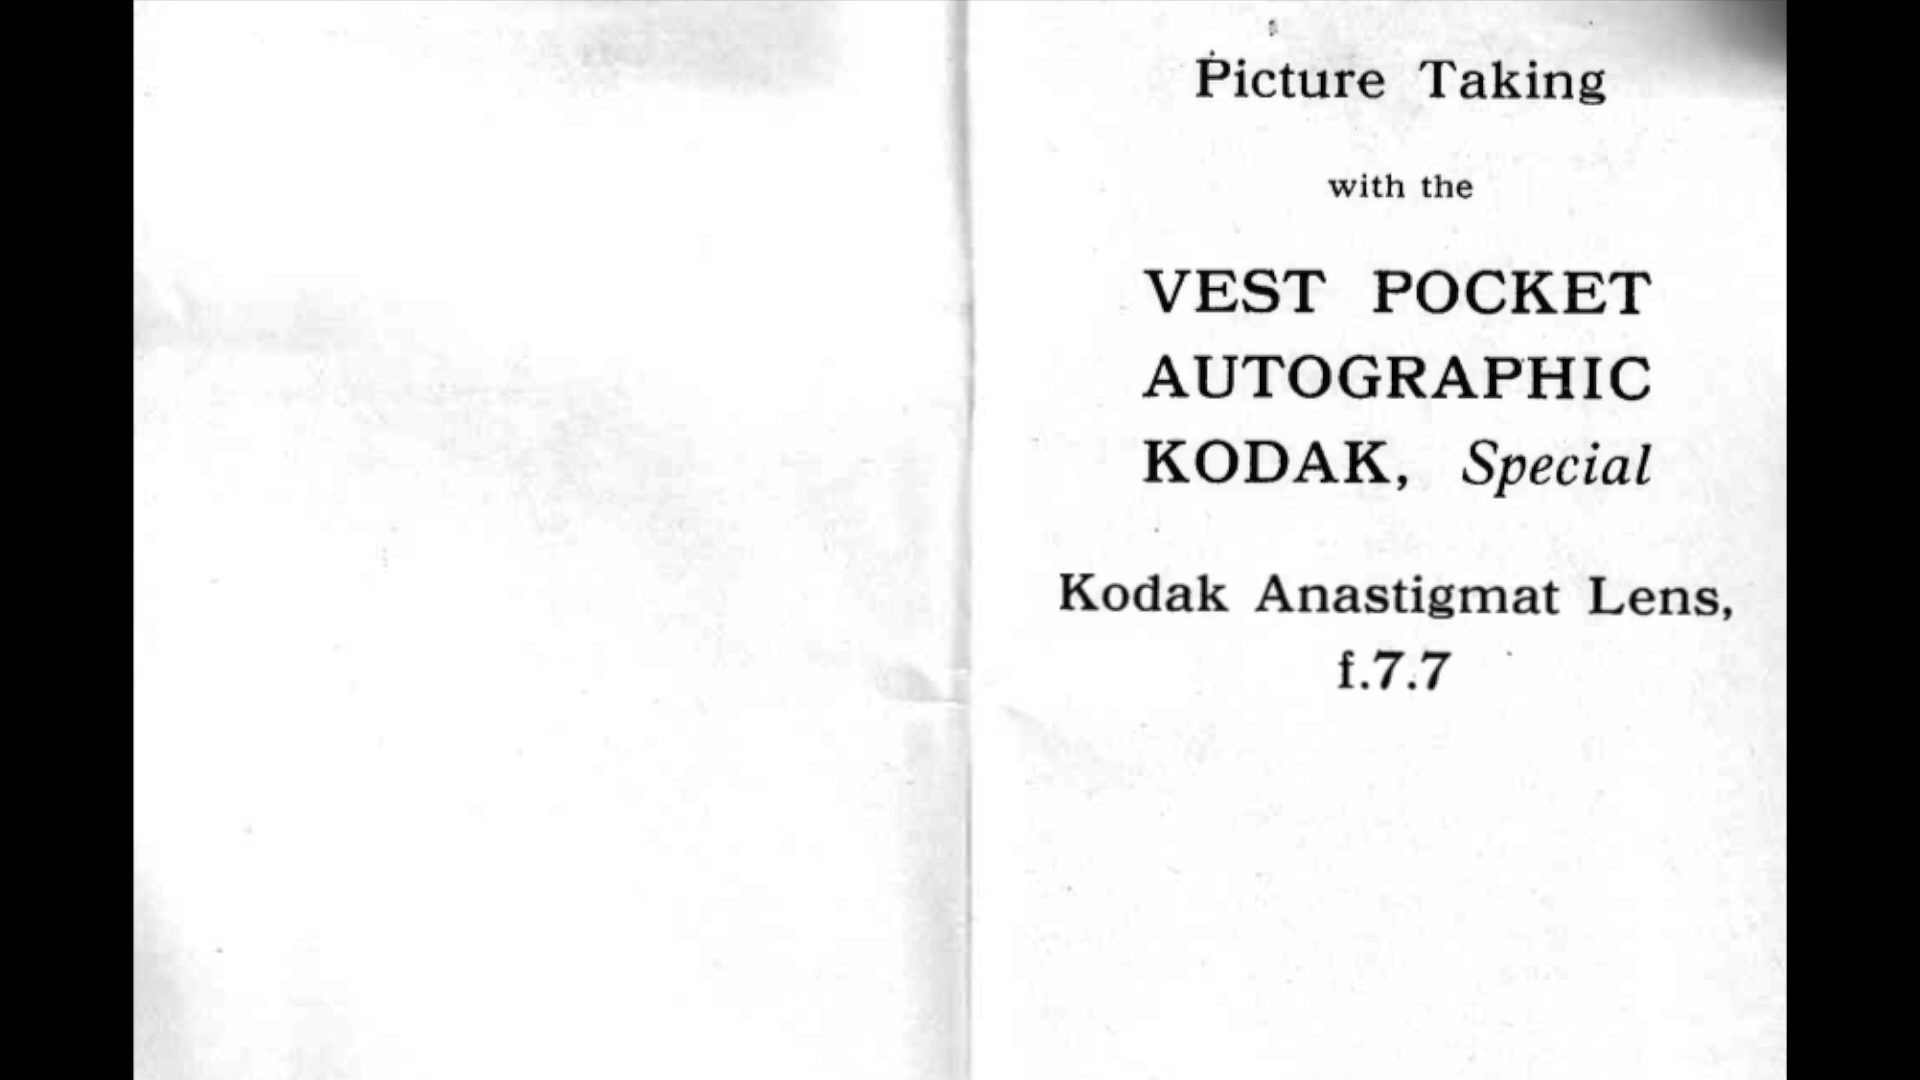 Picture Taking
with the
VEST POCKET
AUTOGRAPHIC
KODAK, Special
Kodak Anastigmat Lens,
f.7.7